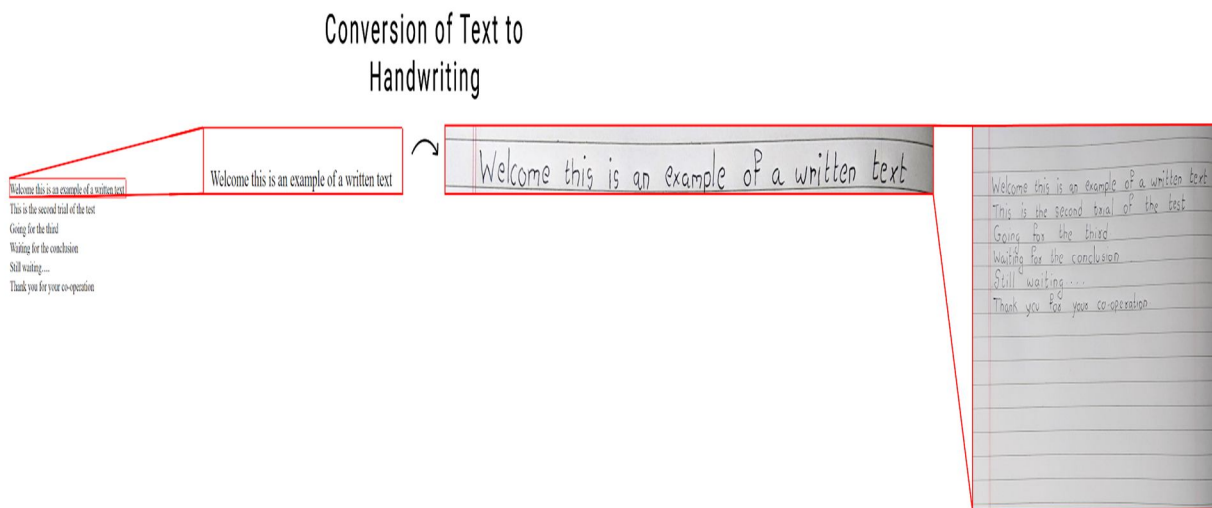 Conversion of Text to
Handwriting
Welcome this is an example of a written text
This is the second trial of the test
Going for the third
Waiting for the conclusion
Still waiting....
Thank you for your co-operation
Welcome this is an example of a written text
Welcome this is an example of a written text
Welcome this is an example of a written text
This is the second trial of the test
Going for the third
Waiting for the conclusion
Still waiting....
Thank you for your co-operation